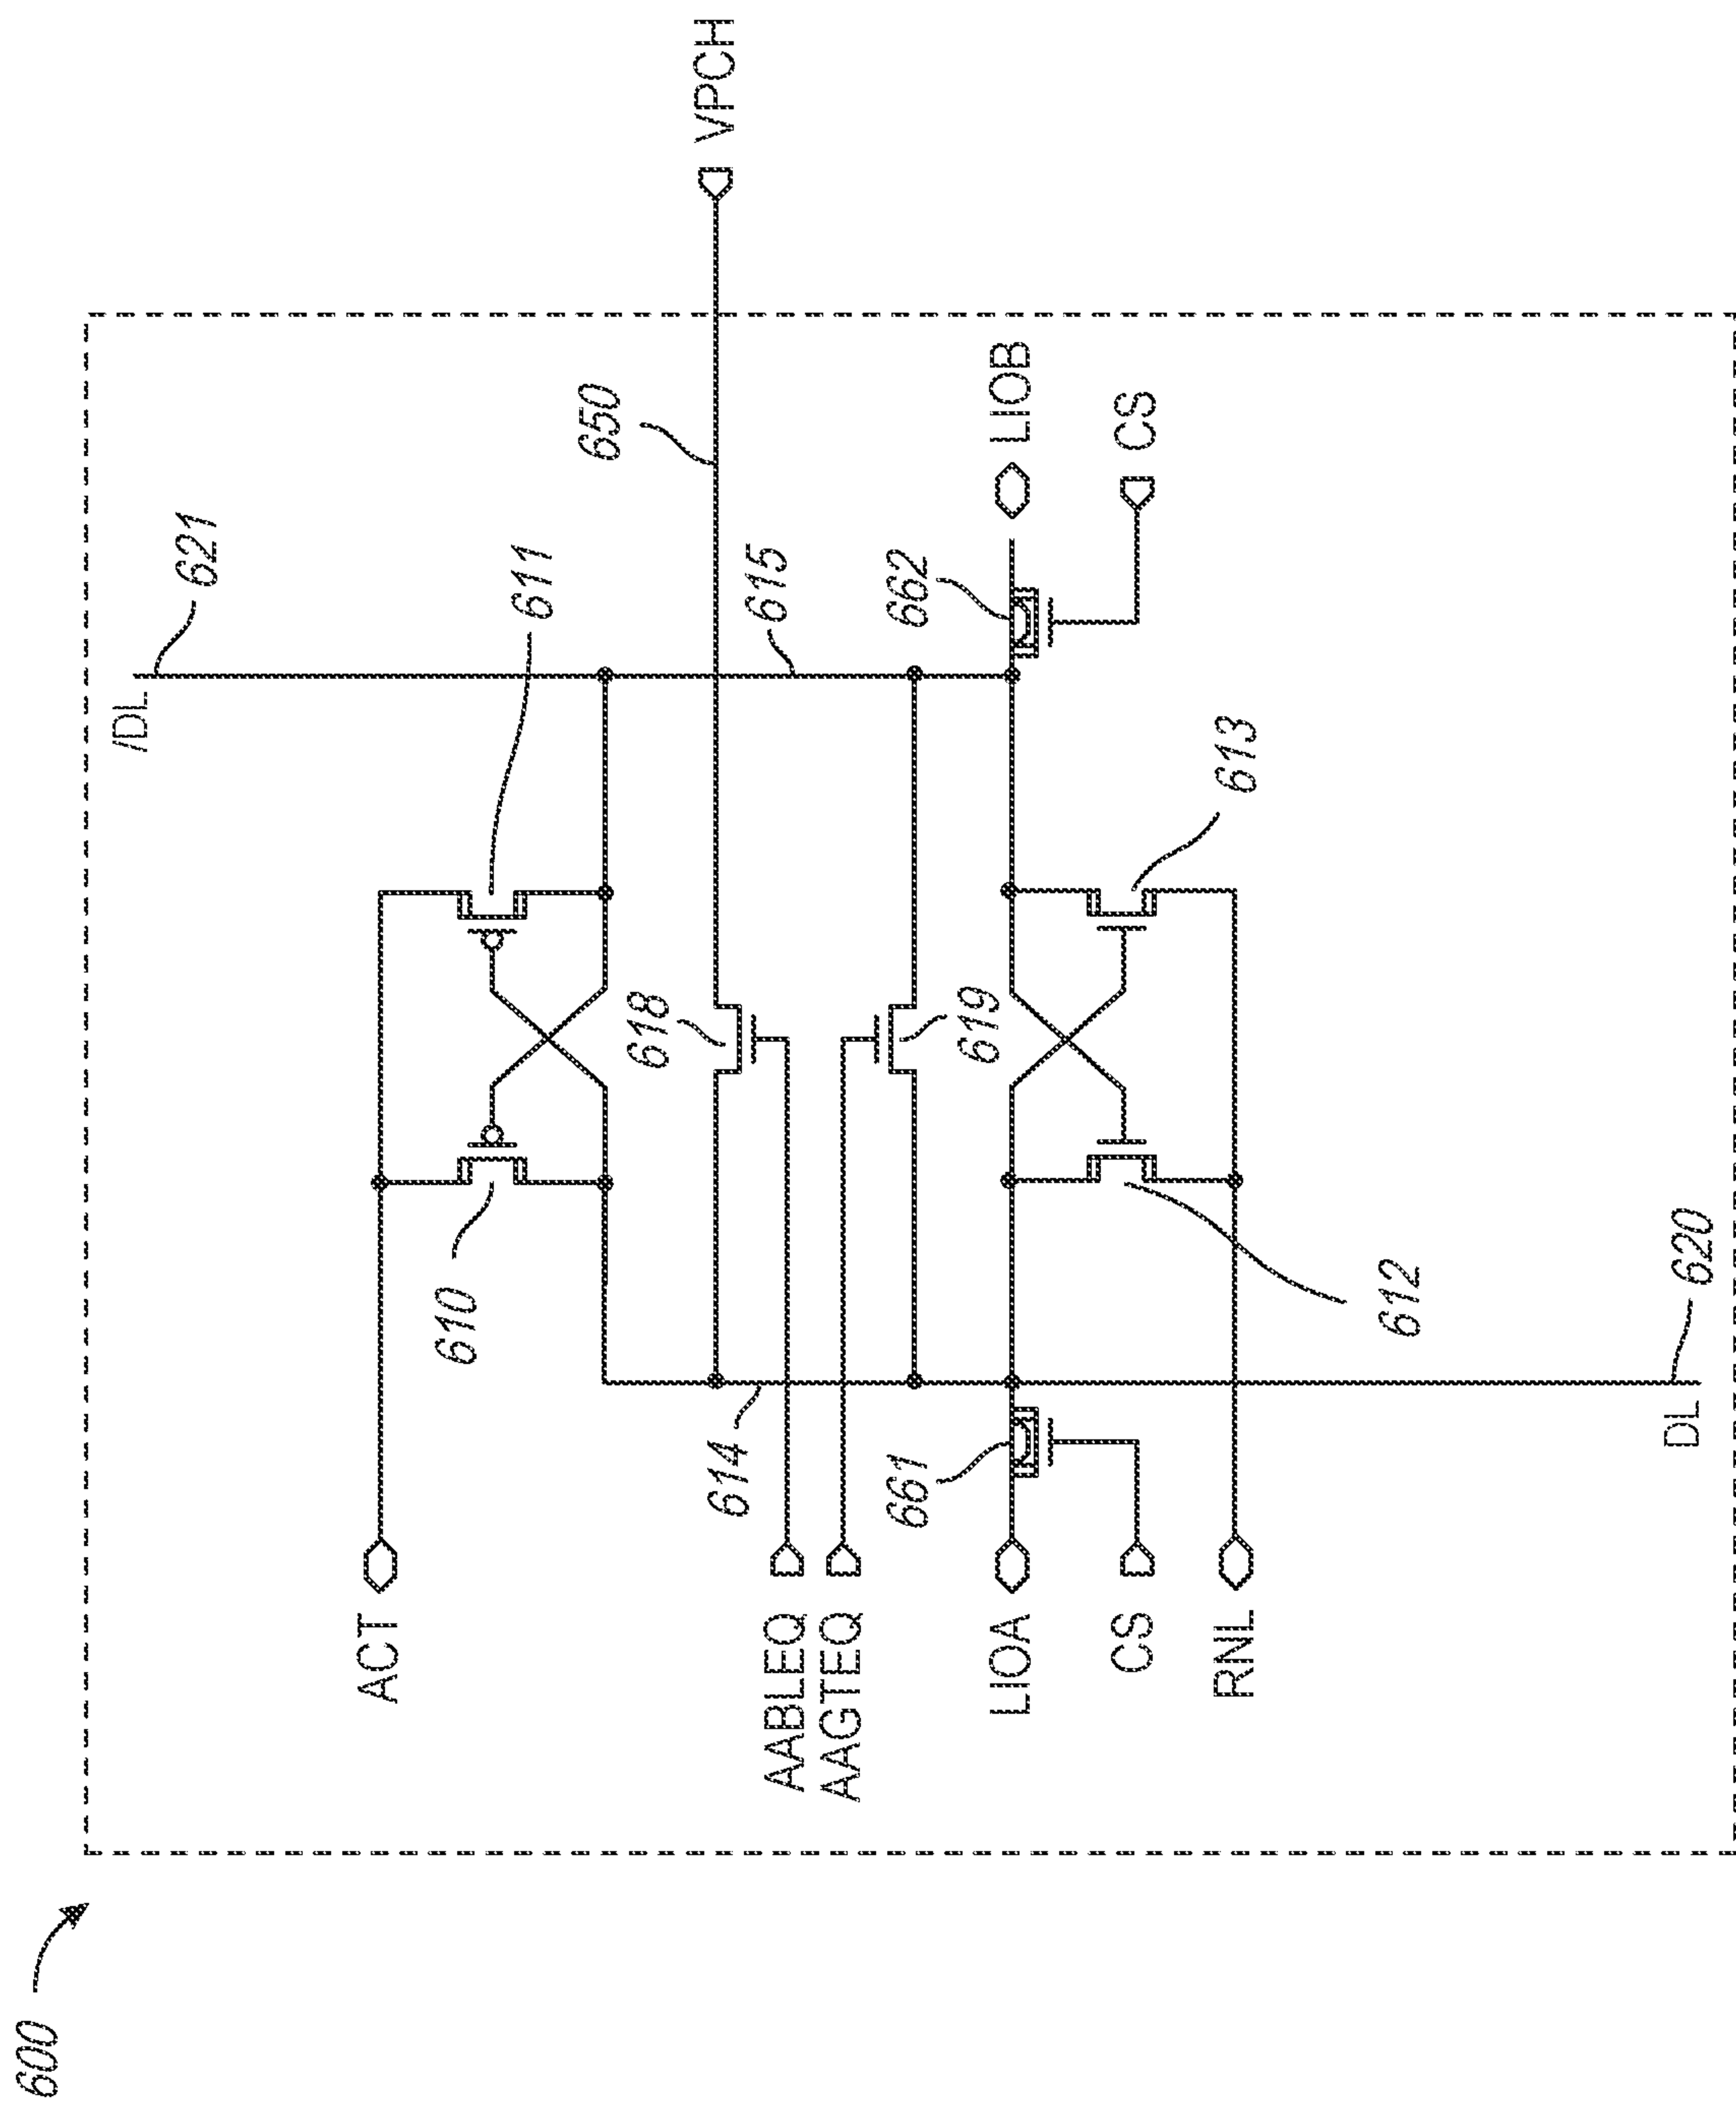 600
/DL
621
ACT
610
611
650
VPCH
618
614
615
AABLEQ
AAGTEQ
619
661
662
LIOA
LIOB
CS
CS
613
RNL
612
DL
620